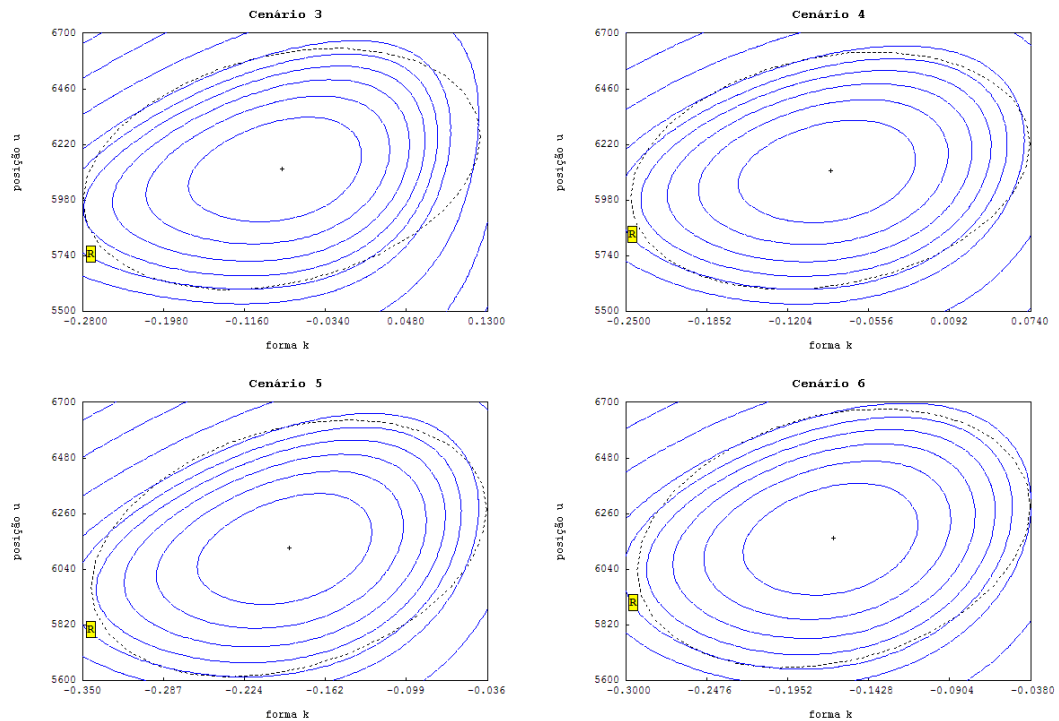 Cenário 3
6700
6460
6220
5980
5740
5500
posição u
R
-0.2800 -0.1980 -0.1160 -0.0340 0.0480 0.1300
forma k
Cenário 4
6700
6460
6220
5980
5740
5500
posição u
R
-0.2500 -0.1852 -0.1204 -0.0556 0.0092 0.0740
forma k
Cenário 5
6700
6480
6260
6040
5820
5600
posição u
R
-0.350 -0.287 -0.224 -0.162 -0.099 -0.036
forma k
Cenário 6
6700
6480
6260
6040
5820
5600
posição u
R
-0.3000 -0.2476 -0.1952 -0.1428 -0.0904 -0.0380
forma k